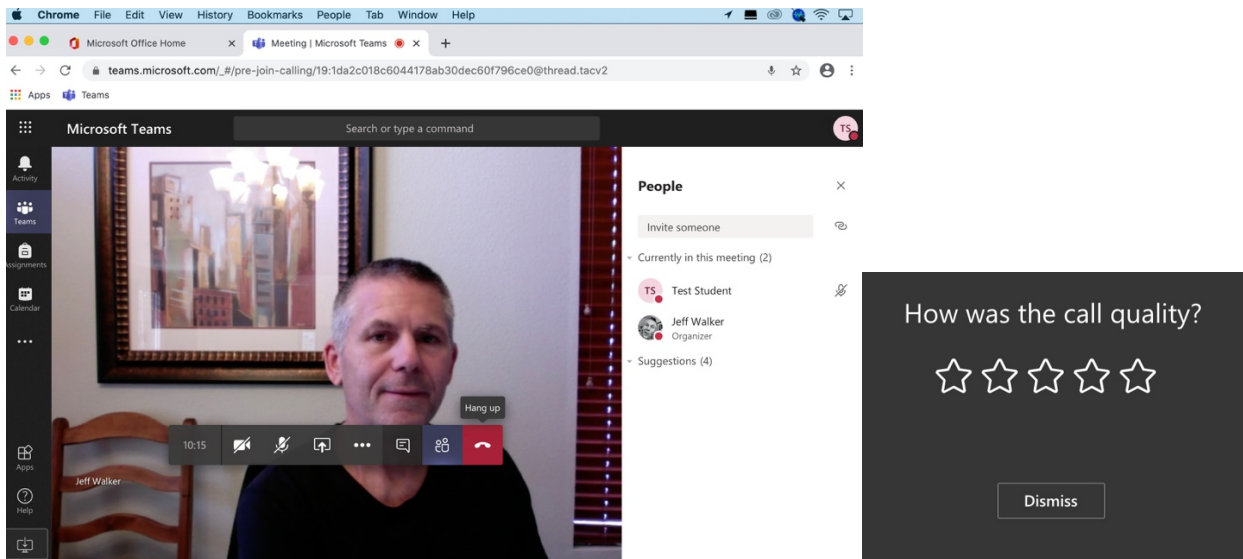 Chrome File Edit View History Bookmarks People Tab Window Help
Microsoft Office Home
Meeting | Microsoft Teams
teams.microsoft.com/_#/pre-join-calling/19:1da2c018c6044178ab30dec60f796ce0@thread.tacv2
Apps Teams
Microsoft Teams
Search or type a command
TS
Activity
Teams
Assignments
Calendar
Apps
Help
People
Invite someone
Currently in this meeting (2)
TS Test Student
Jeff Walker
Organizer
Suggestions (4)
Hang up
10:15
Jeff Walker
How was the call quality?
Dismiss